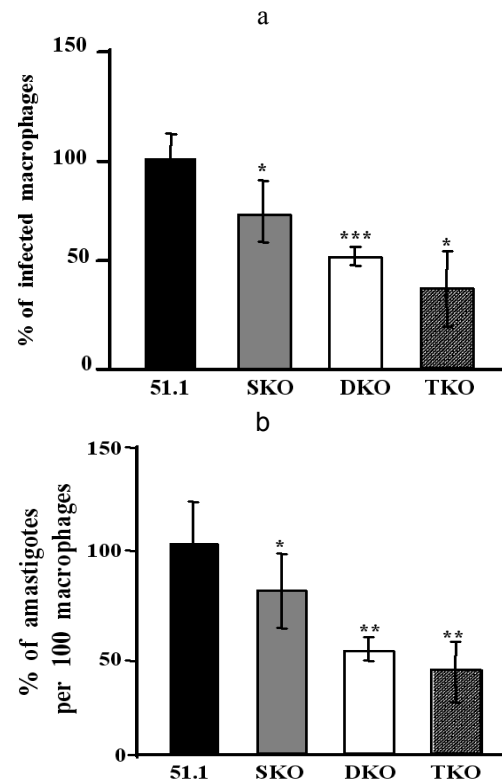 a
% of infected macrophages
150
100
50
0
*
***
*
51.1 SKO DKO TKO
b
% of amastigotes
per 100 macrophages
150
100
50
0
*
**
**
51.1 SKO DKO TKO